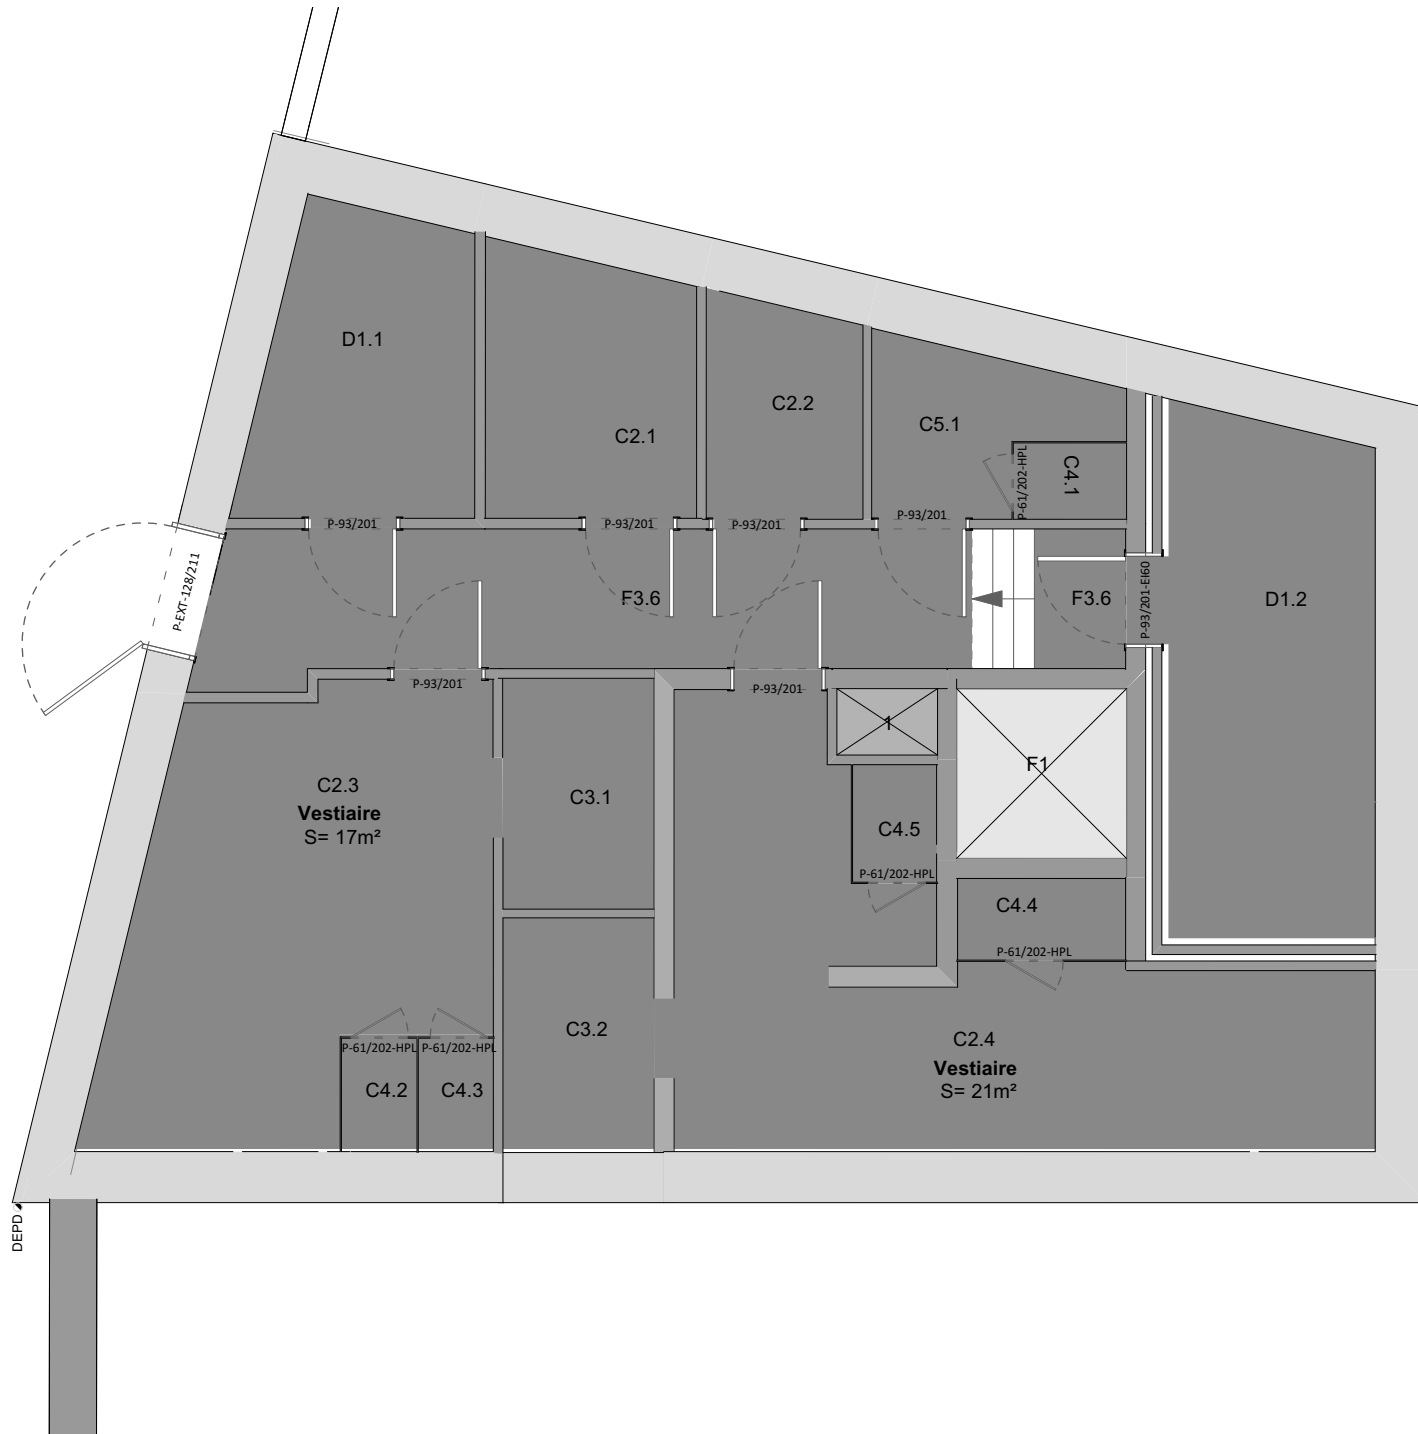 D1.1
C2.2
C5.1
C2.1
C4.1
P-61/202-HPL
P-93/201
P-93/201
P-93/201
P-93/201
P-EXT-128/211
F3.6
F3.6
P-93/201-EI60
D1.2
P-93/201
P-93/201
1
F1
C2.3
Vestiaire
S= 17m²
C3.1
C4.5
P-61/202-HPL
C4.4
P-61/202-HPL
C3.2
C2.4
Vestiaire
S= 21m²
P-61/202-HPL
P-61/202-HPL
C4.2
C4.3
DEPD